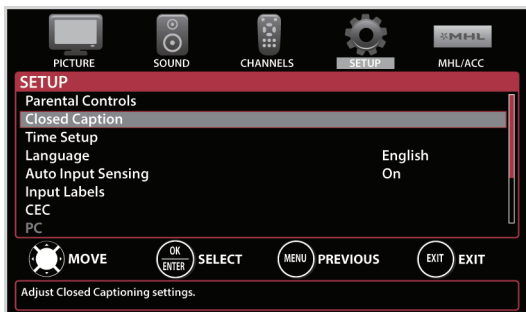 MHL
PICTURE SOUND CHANNELS SETUP MHL/ACC
SETUP
Parental Controls
Closed Caption
Time Setup
Language English
Auto Input Sensing On
Input Labels
CEC
PC
MOVE OK ENTER SELECT MENU PREVIOUS EXIT EXIT
Adjust Closed Captioning settings.